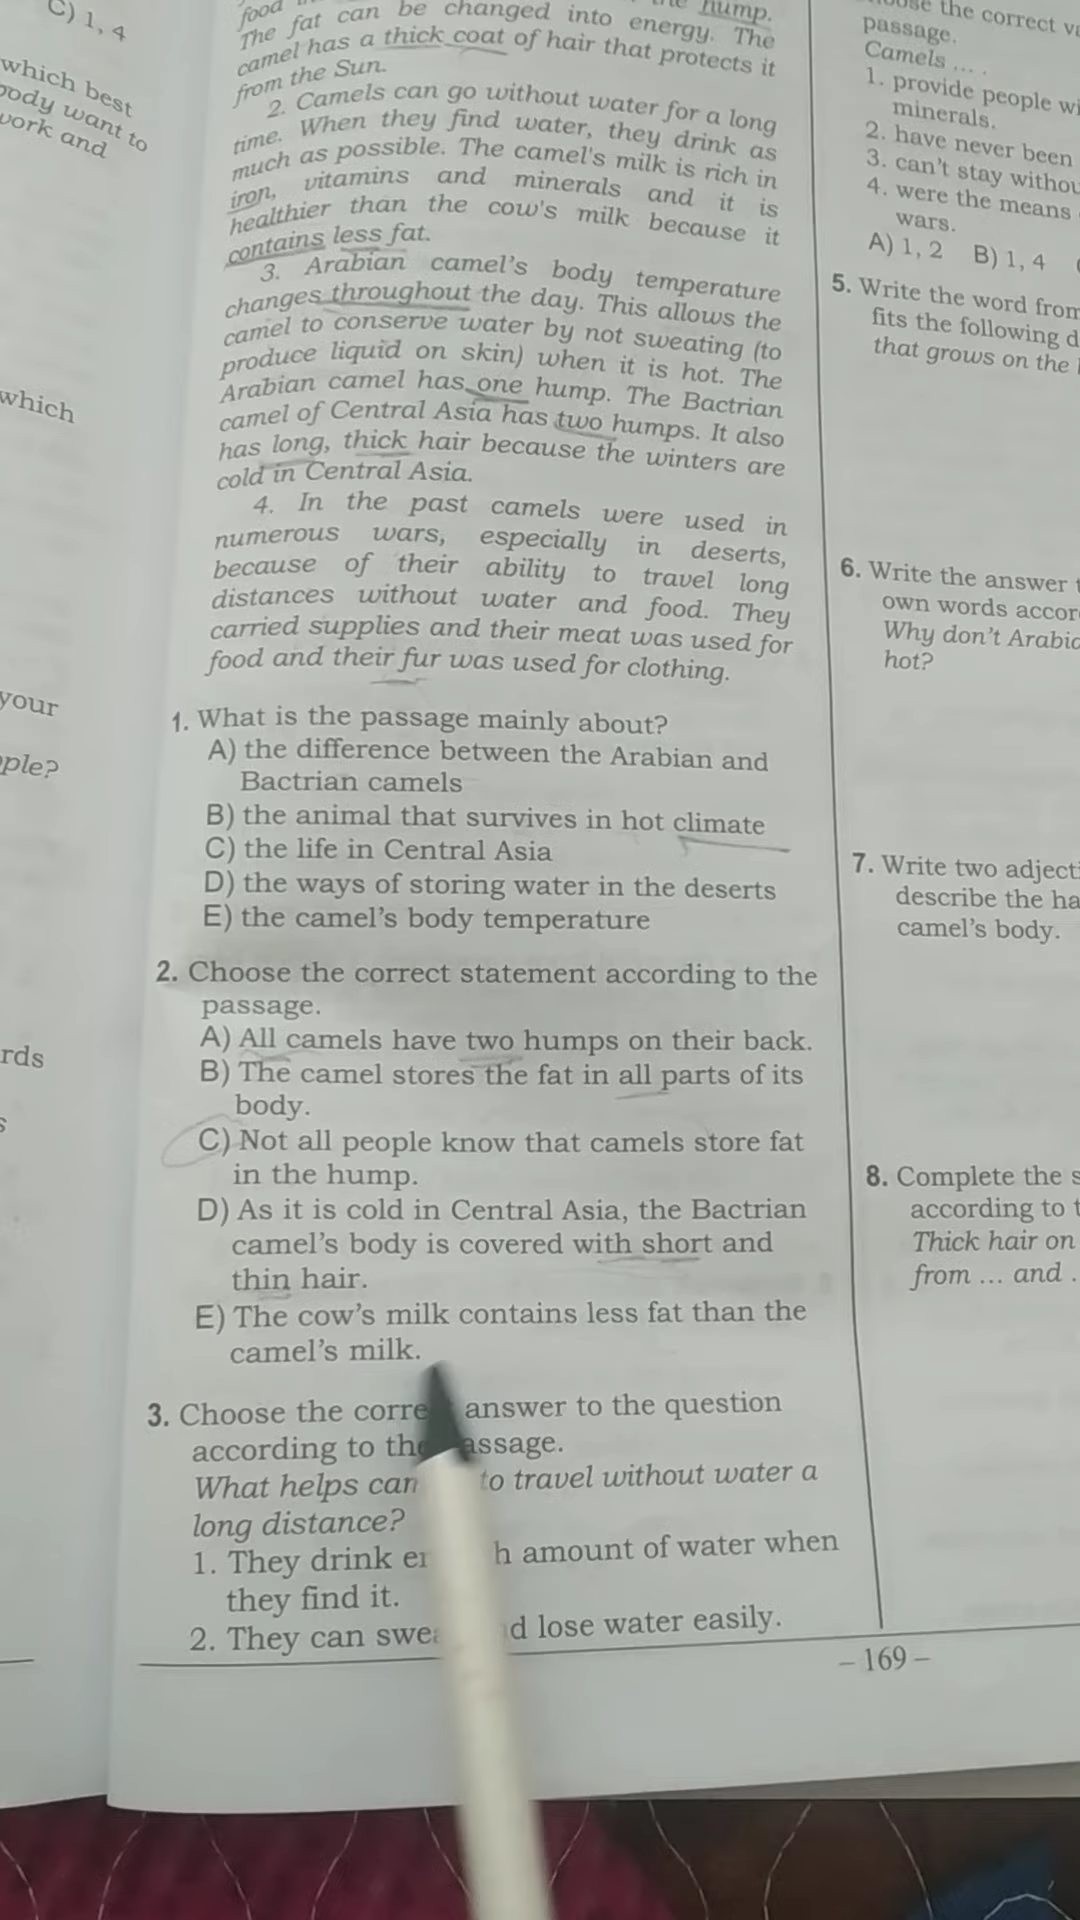 C) 1, 4
which best
body want to
work and
which
your
ple?
rds
s
food
hump.
The fat can be changed into energy. The
camel has a thick coat of hair that protects it
from the Sun.
2. Camels can go without water for a long
time. When they find water, they drink as
much as possible. The camel's milk is rich in
iron, vitamins and minerals and it is
healthier than the cow's milk because it
contains less fat.
3. Arabian camel's body temperature
changes throughout the day. This allows the
camel to conserve water by not sweating (to
produce liquid on skin) when it is hot. The
Arabian camel has one hump. The Bactrian
camel of Central Asia has two humps. It also
has long, thick hair because the winters are
cold in Central Asia.
4. In the past camels were used in
numerous wars, especially in deserts,
because of their ability to travel long
distances without water and food. They
carried supplies and their meat was used for
food and their fur was used for clothing.
1. What is the passage mainly about?
A) the difference between the Arabian and
Bactrian camels
B) the animal that survives in hot climate
C) the life in Central Asia
D) the ways of storing water in the deserts
E) the camel's body temperature
2. Choose the correct statement according to the
passage.
A) All camels have two humps on their back.
B) The camel stores the fat in all parts of its
body.
C) Not all people know that camels store fat
in the hump.
D) As it is cold in Central Asia, the Bactrian
camel's body is covered with short and
thin hair.
E) The cow's milk contains less fat than the
camel's milk.
3. Choose the corre answer to the question
according to the assage.
What helps cam to travel without water a
long distance?
1. They drink en h amount of water when
they find it.
2. They can swea d lose water easily.
the correct va
passage.
Camels ... .
1. provide people wi
minerals.
2. have never been
3. can't stay withou
4. were the means
wars.
A) 1, 2 B) 1, 4
5. Write the word from
fits the following d
that grows on the
6. Write the answer t
own words accor
Why don't Arabia
hot?
7. Write two adjecti
describe the ha
camel's body.
8. Complete the s
according to t
Thick hair on
from ... and .
– 169 –